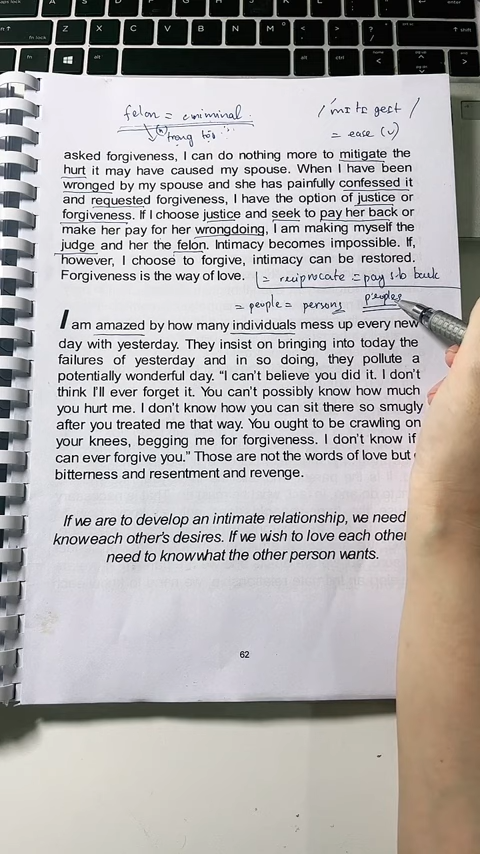 felon = criminal
/ ˈmɪtɪgeɪt /
= ease (v)
asked forgiveness, I can do nothing more to mitigate the
hurt it may have caused my spouse. When I have been
wronged by my spouse and she has painfully confessed it
and requested forgiveness, I have the option of justice or
forgiveness. If I choose justice and seek to pay her back or
make her pay for her wrongdoing, I am making myself the
judge and her the felon. Intimacy becomes impossible. If,
however, I choose to forgive, intimacy can be restored.
Forgiveness is the way of love.
= reciprocate = pay sb back
= people = persons peoples
I am amazed by how many individuals mess up every new
day with yesterday. They insist on bringing into today the
failures of yesterday and in so doing, they pollute a
potentially wonderful day. “I can't believe you did it. I don't
think I'll ever forget it. You can't possibly know how much
you hurt me. I don't know how you can sit there so smugly
after you treated me that way. You ought to be crawling on
your knees, begging me for forgiveness. I don't know if
can ever forgive you.” Those are not the words of love but
bitterness and resentment and revenge.
If we are to develop an intimate relationship, we need
knoweach other's desires. If we wish to love each other
need to knowwhat the other person wants.
62